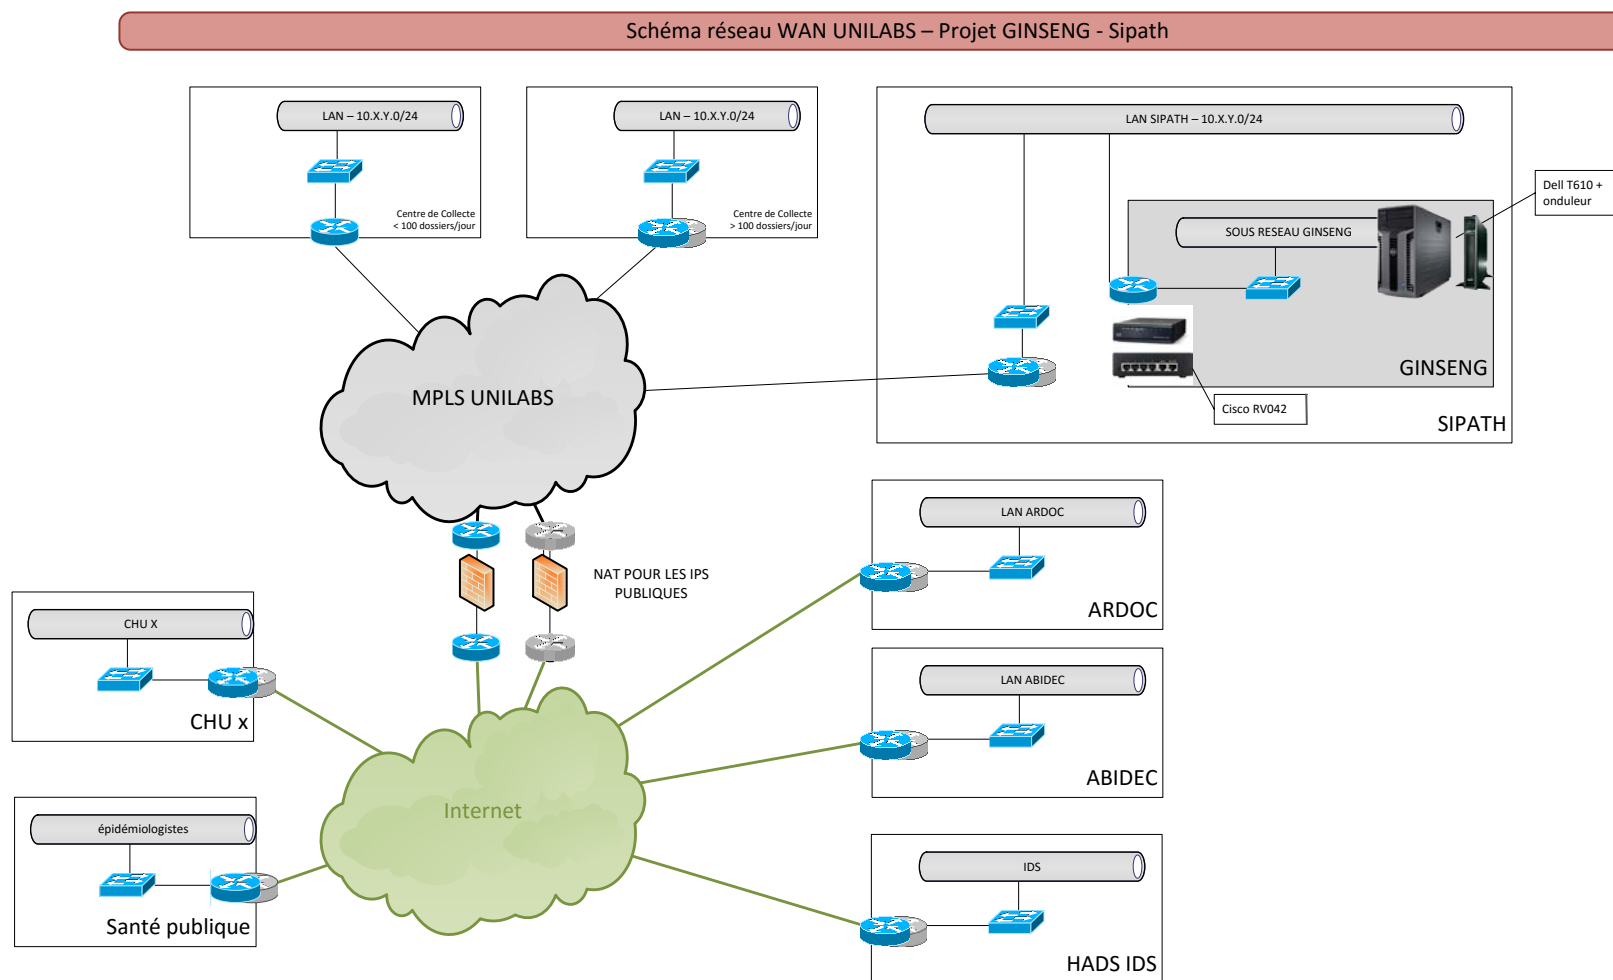 Schéma réseau WAN UNILABS – Projet GINSENG - Sipath
LAN – 10.X.Y.0/24
Centre de Collecte
< 100 dossiers/jour
LAN – 10.X.Y.0/24
Centre de Collecte
> 100 dossiers/jour
LAN SIPATH – 10.X.Y.0/24
Dell T610 +
onduleur
SOUS RESEAU GINSENG
GINSENG
Cisco RV042
SIPATH
MPLS UNILABS
NAT POUR LES IPS
PUBLIQUES
LAN ARDOC
ARDOC
CHU X
CHU x
LAN ABIDEC
ABIDEC
Internet
épidémiologistes
Santé publique
IDS
HADS IDS